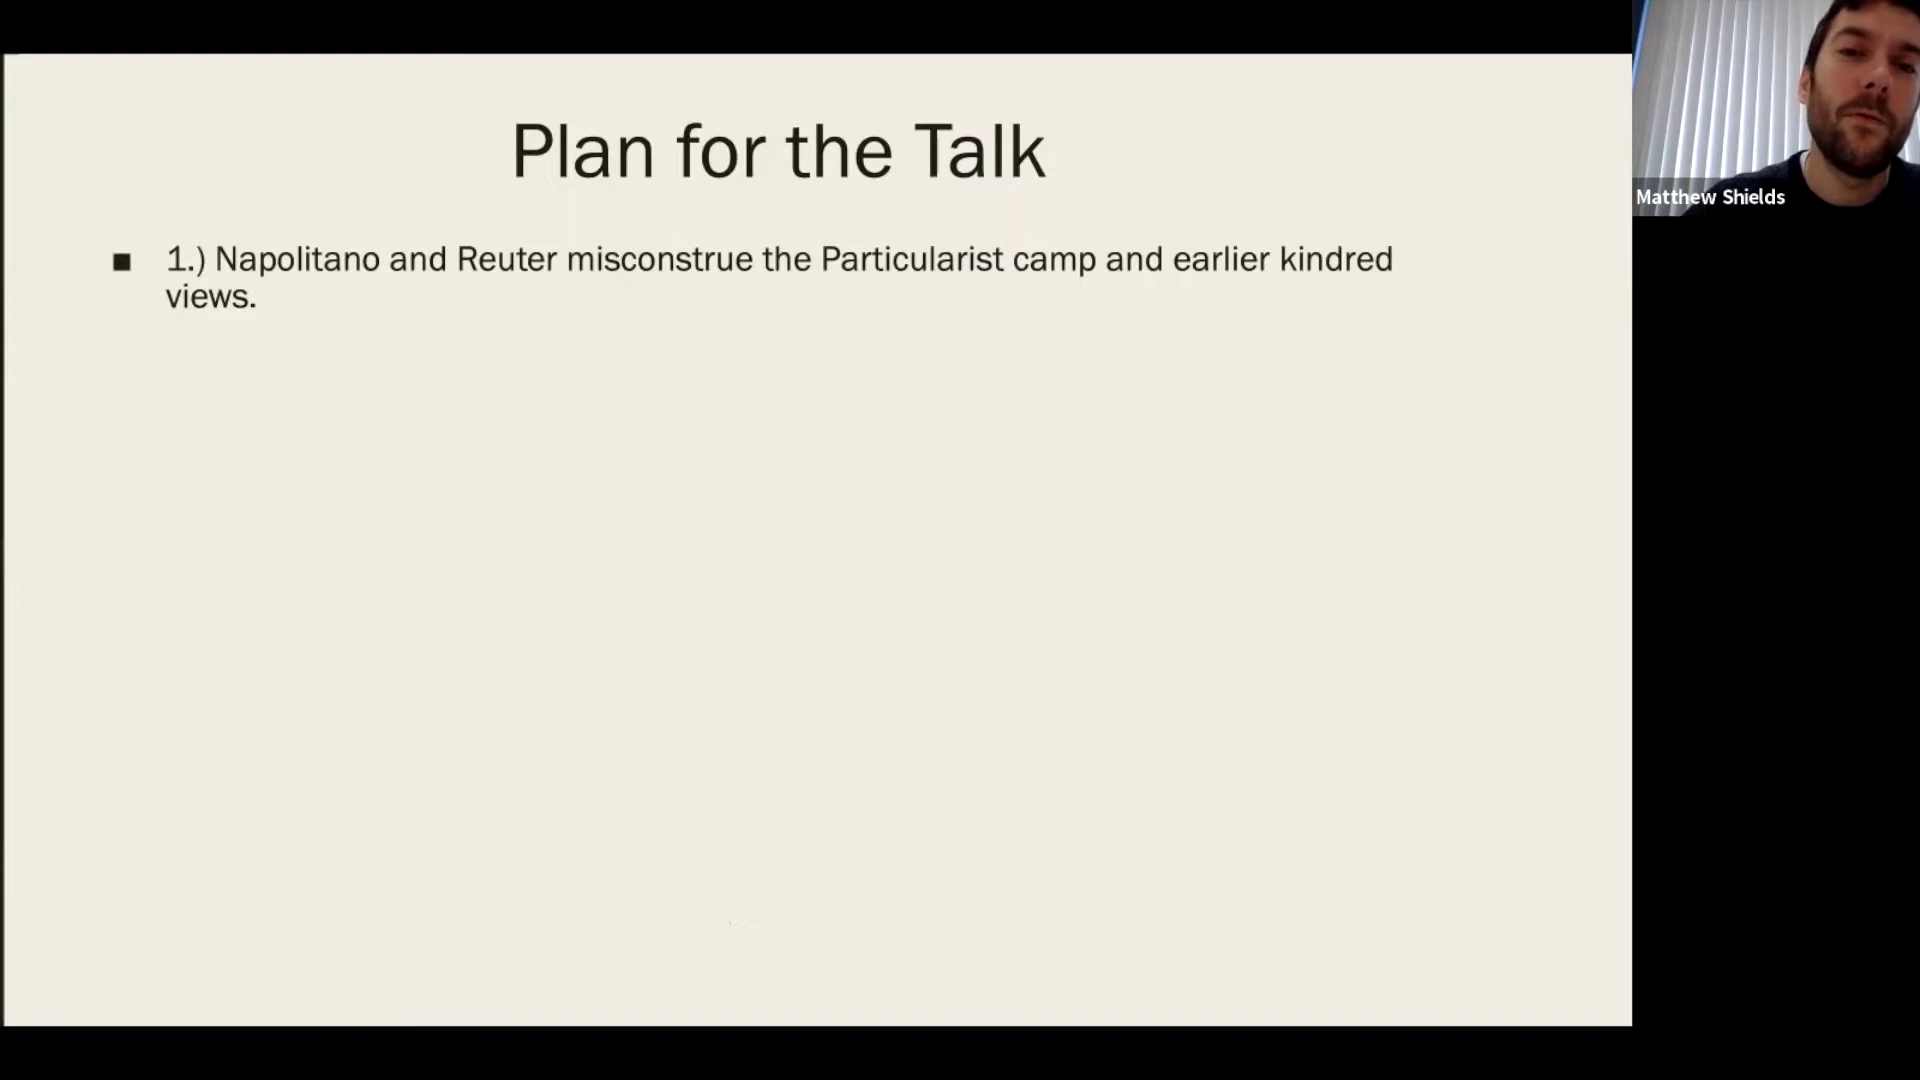 Plan for the Talk
■ 1.) Napolitano and Reuter misconstrue the Particularist camp and earlier kindred
views.
Matthew Shields